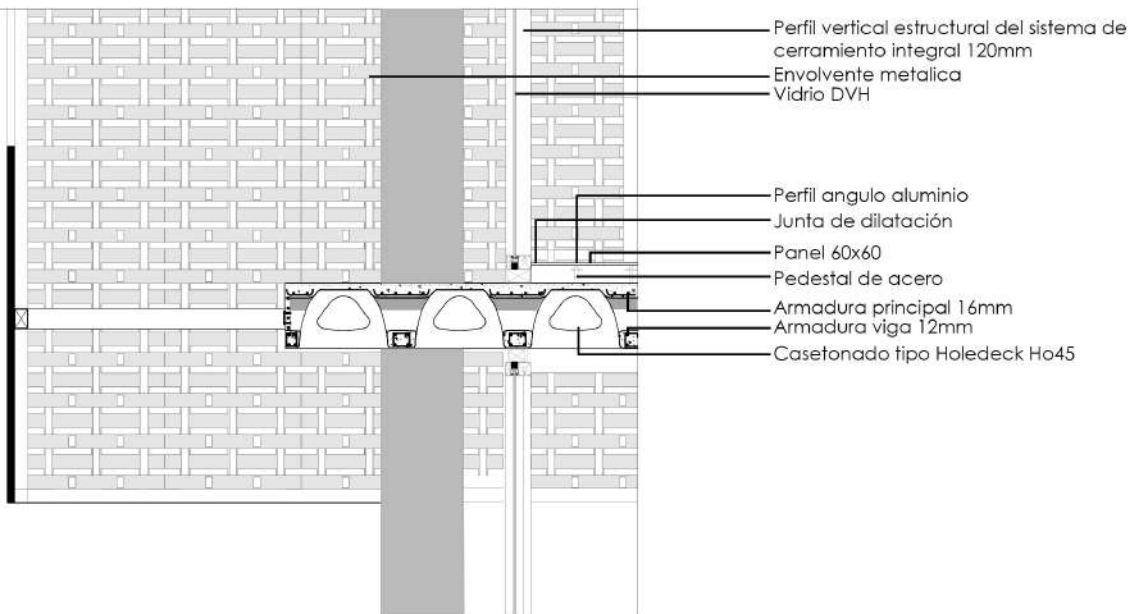 Perfil vertical estructural del sistema de
cerramiento integral 120mm
Envolvente metalica
Vidrio DVH
Perfil angulo aluminio
Junta de dilatación
Panel 60x60
Pedestal de acero
Armadura principal 16mm
Armadura viga 12mm
Casetonado tipo Holedeck Ho45